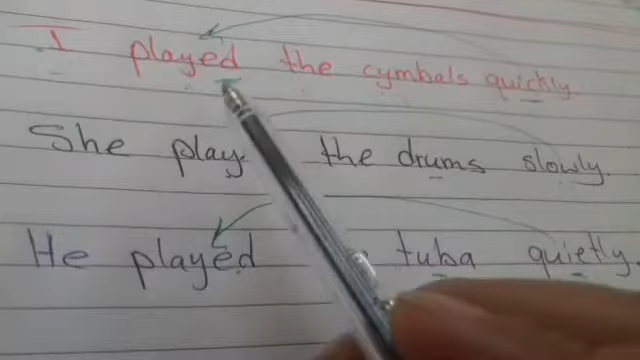 I played the cymbals quickly.
She play the drums slowly.
He played tuba quietly.